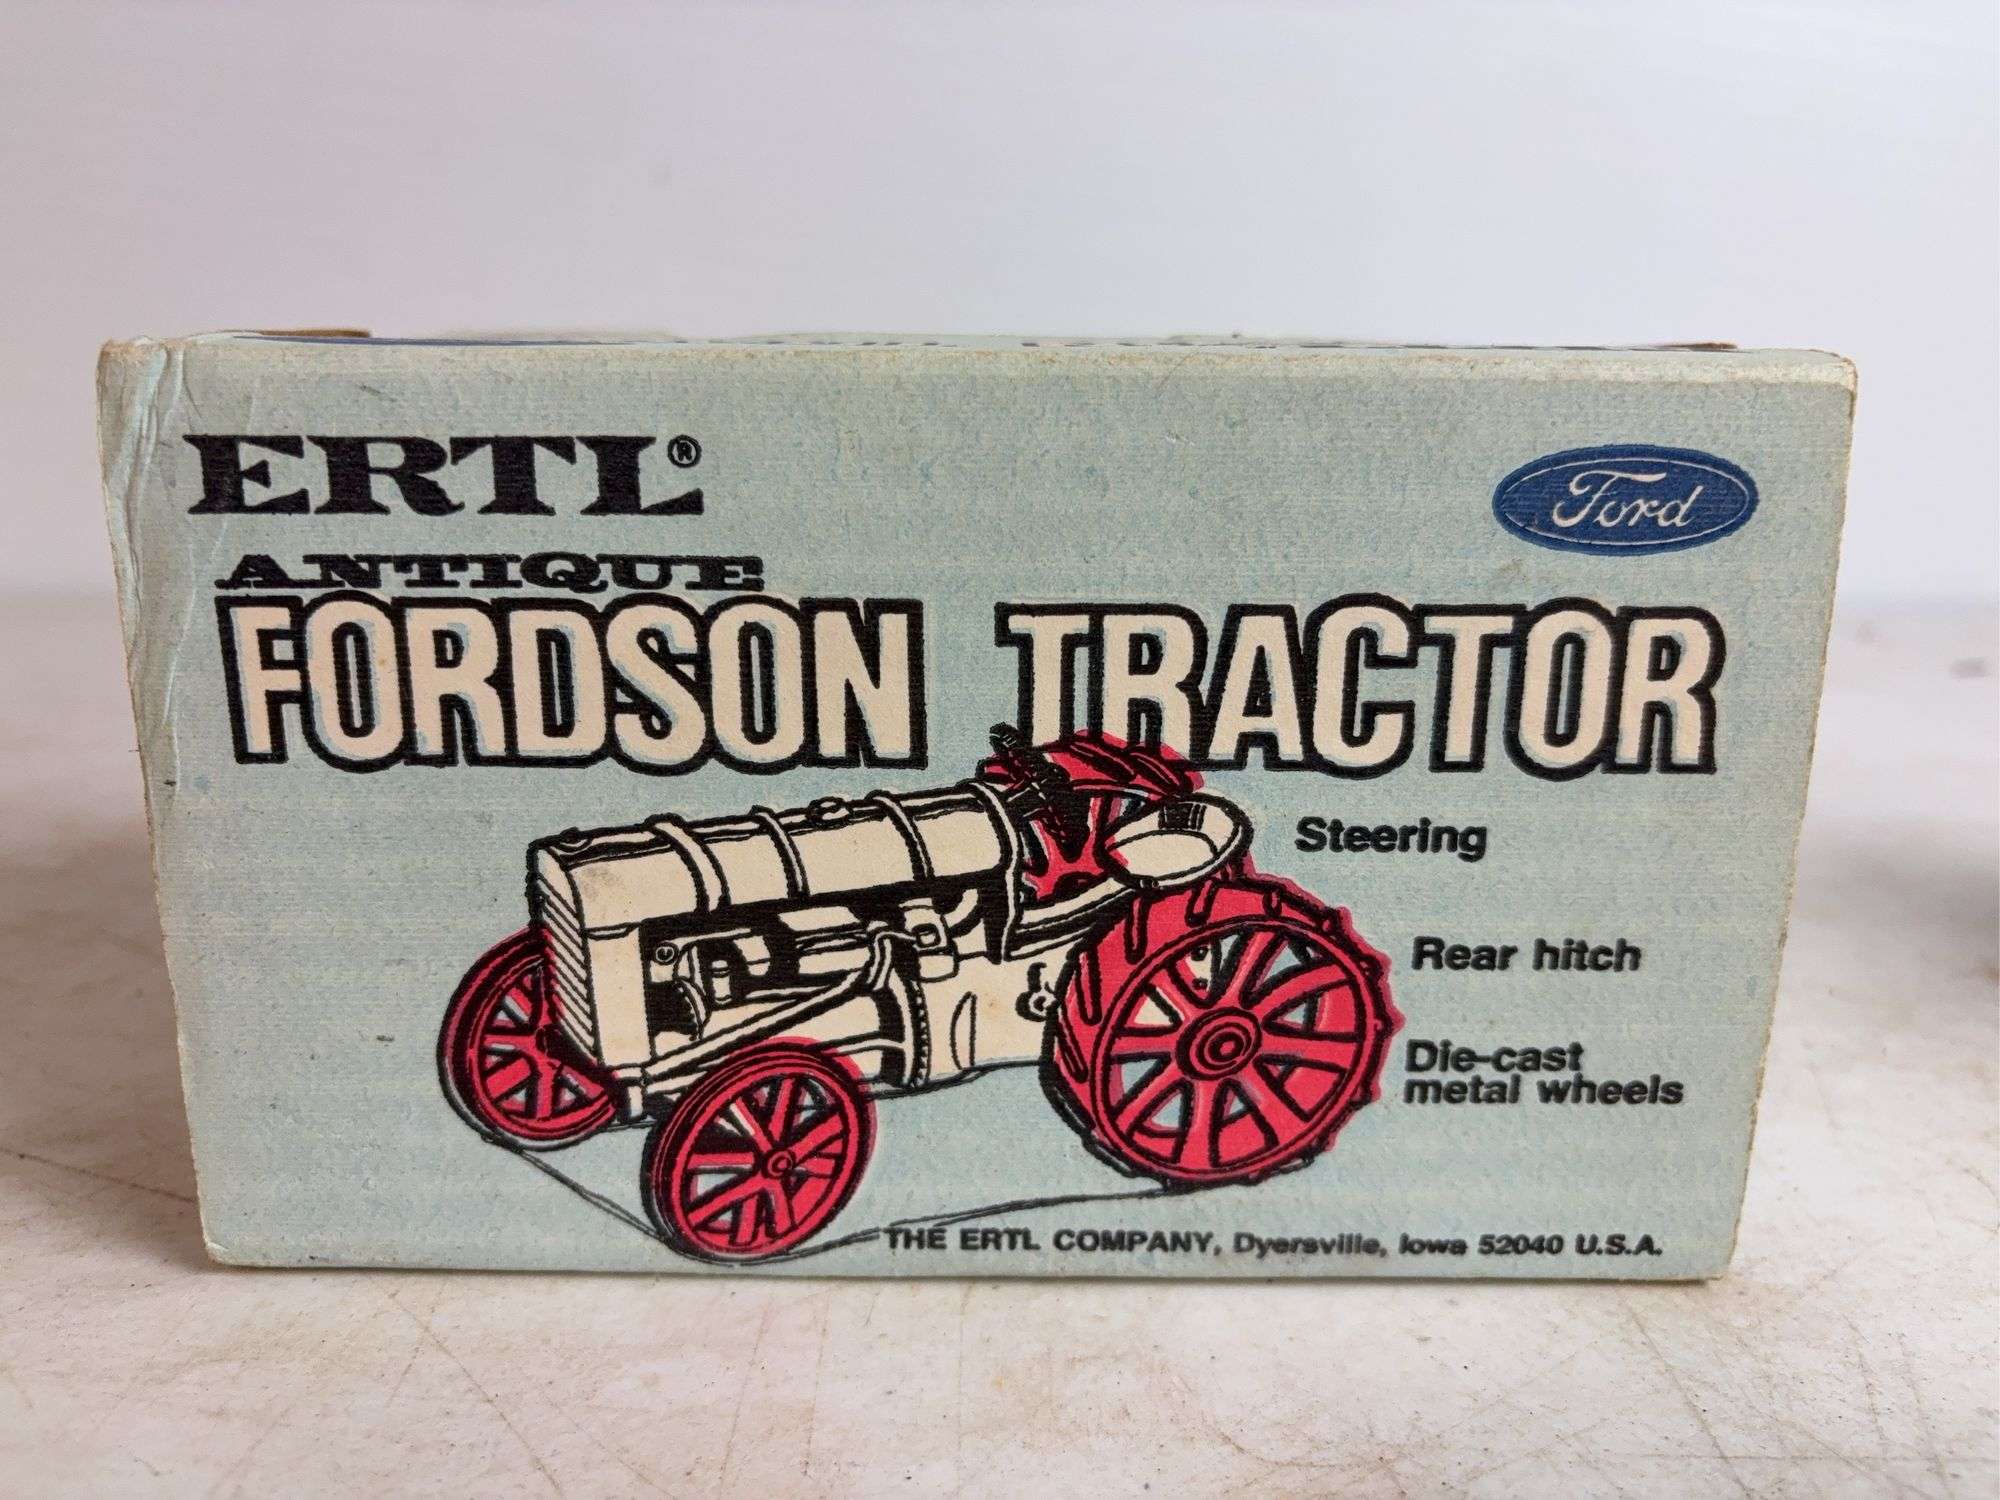 ERTL®
Ford
ANTIQUE
FORDSON TRACTOR
Steering
Rear hitch
Die-cast
metal wheels
THE ERTL COMPANY, Dyersville, Iowa 52040 U.S.A.